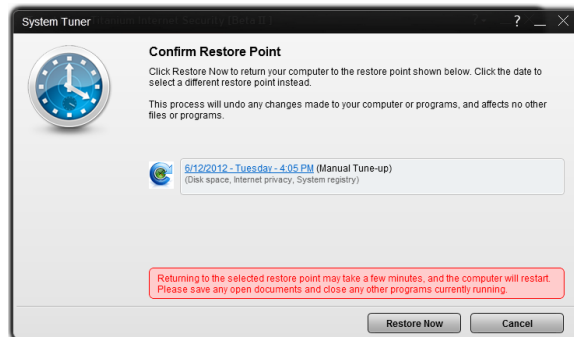 System Tuner
Titanium Internet Security [Beta II]
?
Confirm Restore Point
Click Restore Now to return your computer to the restore point shown below. Click the date to
select a different restore point instead.
This process will undo any changes made to your computer or programs, and affects no other
files or programs.
6/12/2012 - Tuesday - 4:05 PM (Manual Tune-up)
(Disk space, Internet privacy, System registry)
Returning to the selected restore point may take a few minutes, and the computer will restart.
Please save any open documents and close any other programs currently running.
Restore Now Cancel